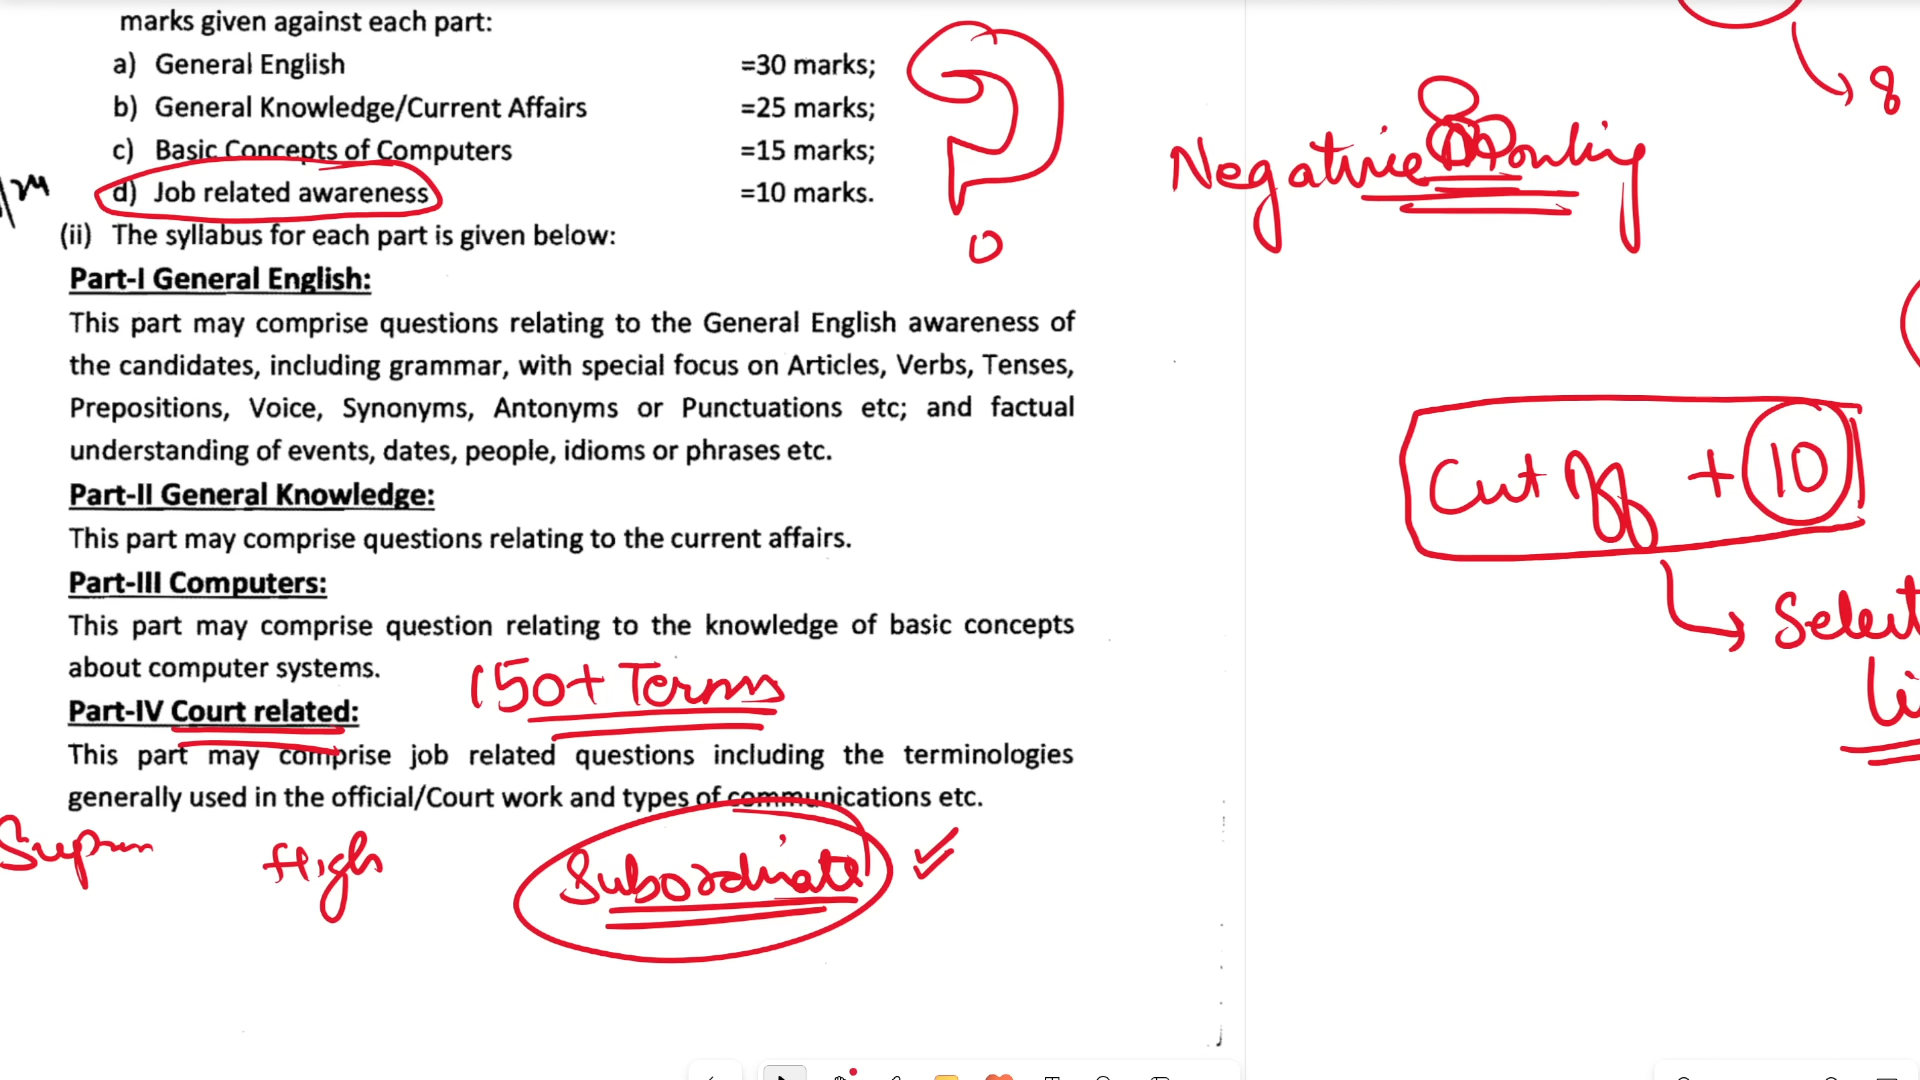 marks given against each part:
a) General English =30 marks;
b) General Knowledge/Current Affairs =25 marks;
c) Basic Concepts of Computers =15 marks;
d) Job related awareness =10 marks.
(ii) The syllabus for each part is given below:
Part-I General English:
This part may comprise questions relating to the General English awareness of
the candidates, including grammar, with special focus on Articles, Verbs, Tenses,
Prepositions, Voice, Synonyms, Antonyms or Punctuations etc; and factual
understanding of events, dates, people, idioms or phrases etc.
Part-II General Knowledge:
This part may comprise questions relating to the current affairs.
Part-III Computers:
This part may comprise question relating to the knowledge of basic concepts
about computer systems.
150+ Terms
Part-IV Court related:
This part may comprise job related questions including the terminologies
generally used in the official/Court work and types of communications etc.
High
Subordinate
8
Negative
Cut off + 10